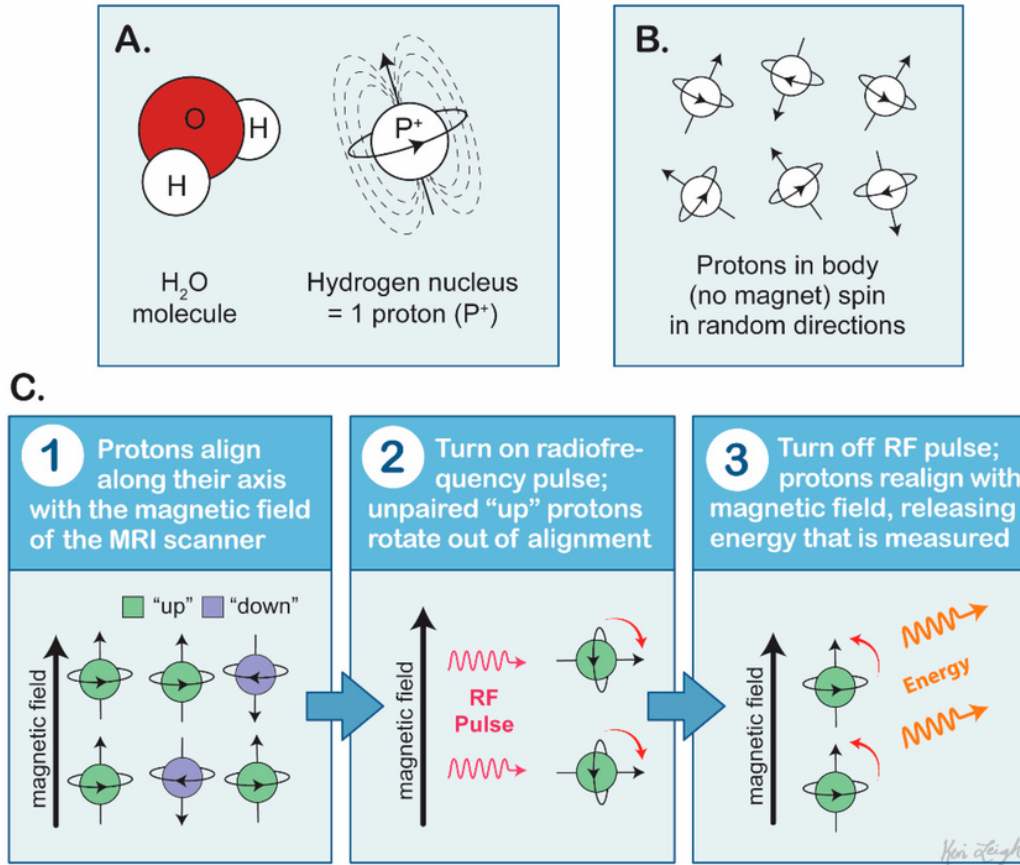 A.
O
H
H
P⁺
H₂O
molecule
Hydrogen nucleus
= 1 proton (P⁺)
B.
Protons in body
(no magnet) spin
in random directions
C.
1
Protons align
along their axis
with the magnetic field
of the MRI scanner
"up"
"down"
magnetic field
2
Turn on radiofre-
quency pulse;
unpaired "up" protons
rotate out of alignment
magnetic field
RF
Pulse
3
Turn off RF pulse;
protons realign with
magnetic field, releasing
energy that is measured
magnetic field
Energy